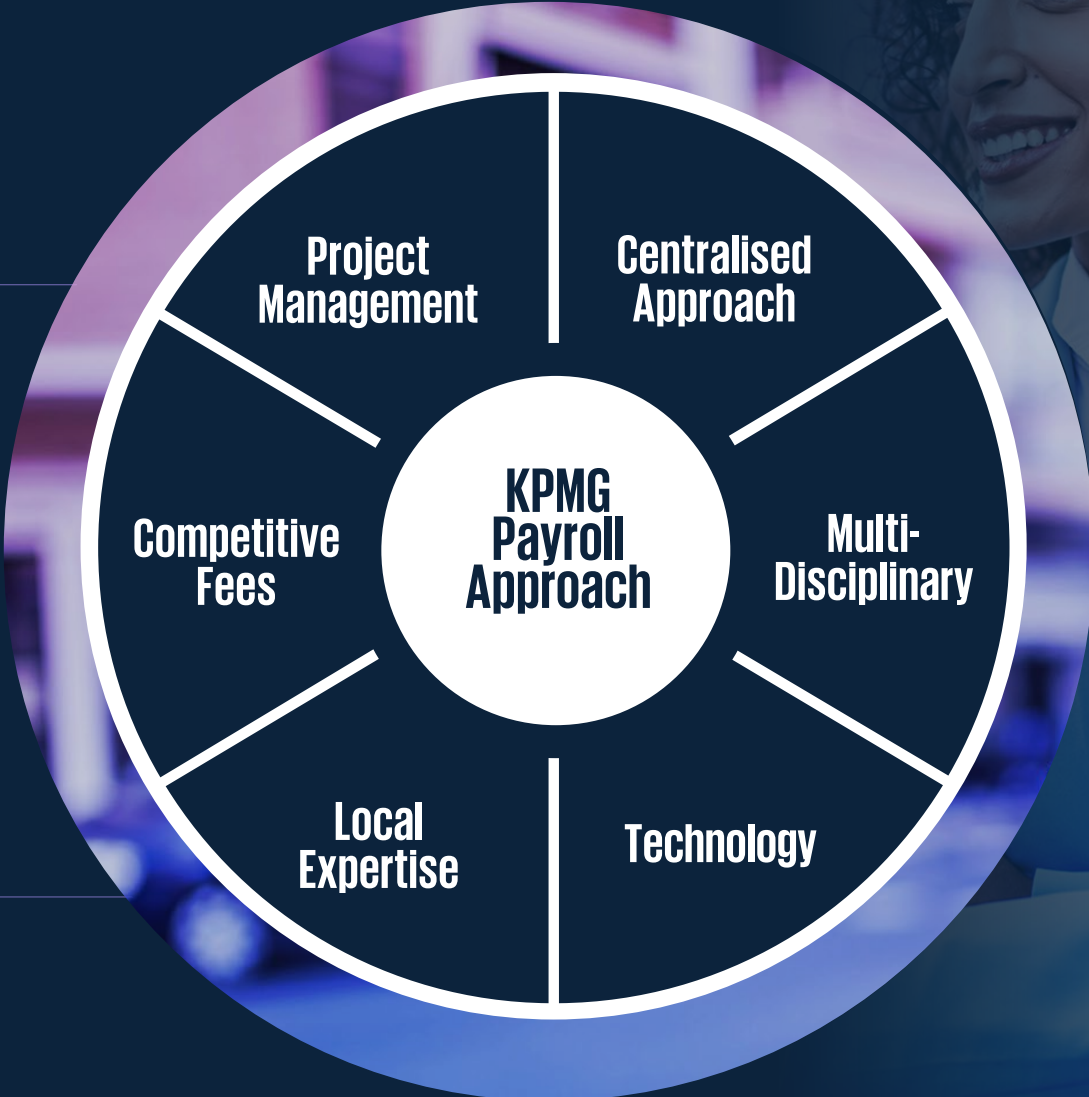 Project
Management
Centralised
Approach
Competitive
Fees
KPMG
Payroll
Approach
Multi-
Disciplinary
Local
Expertise
Technology